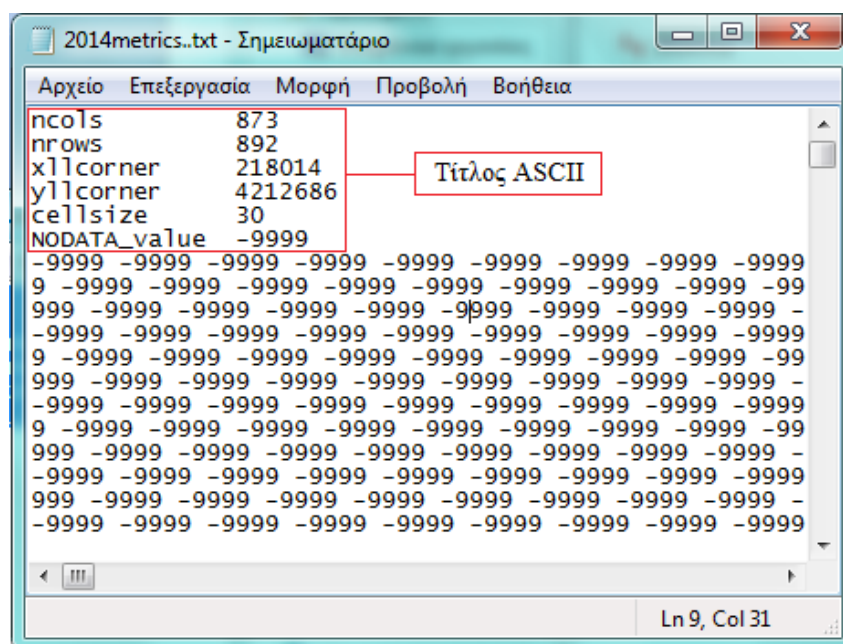 2014metrics..txt - Σημειωματάριο
Αρχείο Επεξεργασία Μορφή Προβολή Βοήθεια
ncols 873
nrows 892
xllcorner 218014
yllcorner 4212686
cellsize 30
NODATA_value -9999
Τίτλος ASCII
-9999 -9999 -9999 -9999 -9999 -9999 -9999 -9999 -9999
9 -9999 -9999 -9999 -9999 -9999 -9999 -9999 -9999 -99
999 -9999 -9999 -9999 -9999 -9999 -9999 -9999 -9999 -
-9999 -9999 -9999 -9999 -9999 -9999 -9999 -9999 -9999
9 -9999 -9999 -9999 -9999 -9999 -9999 -9999 -9999 -99
999 -9999 -9999 -9999 -9999 -9999 -9999 -9999 -9999 -
-9999 -9999 -9999 -9999 -9999 -9999 -9999 -9999 -9999
9 -9999 -9999 -9999 -9999 -9999 -9999 -9999 -9999 -99
999 -9999 -9999 -9999 -9999 -9999 -9999 -9999 -9999 -
-9999 -9999 -9999 -9999 -9999 -9999 -9999 -9999 -9999
999 -9999 -9999 -9999 -9999 -9999 -9999 -9999 -9999 -
-9999 -9999 -9999 -9999 -9999 -9999 -9999 -9999 -9999
Ln 9, Col 31